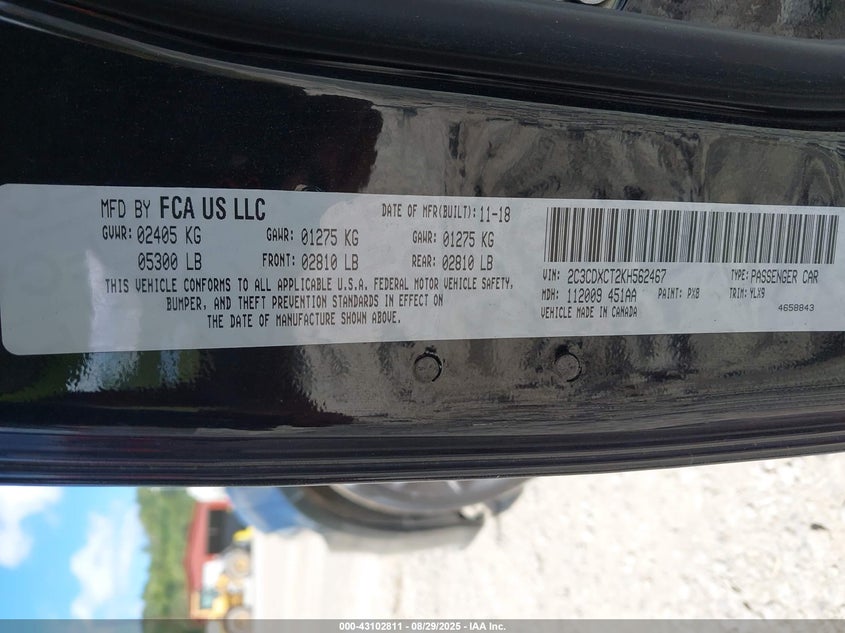 MFD BY FCA US LLC DATE OF MFR(BUILT): 11-18
GVWR: 02405 KG GAWR: 01275 KG GAWR: 01275 KG
05300 LB FRONT: 02810 LB REAR: 02810 LB
THIS VEHICLE CONFORMS TO ALL APPLICABLE U.S.A. FEDERAL MOTOR VEHICLE SAFETY,
BUMPER, AND THEFT PREVENTION STANDARDS IN EFFECT ON
THE DATE OF MANUFACTURE SHOWN ABOVE.
VIN: 2C3CDXCT2KH562467 TYPE: PASSENGER CAR
MDH: 112009 451AA PAINT: PX8 TRIM: YLX9
VEHICLE MADE IN CANADA 4658843
000-43102811 - 08/29/2025 - IAA Inc.